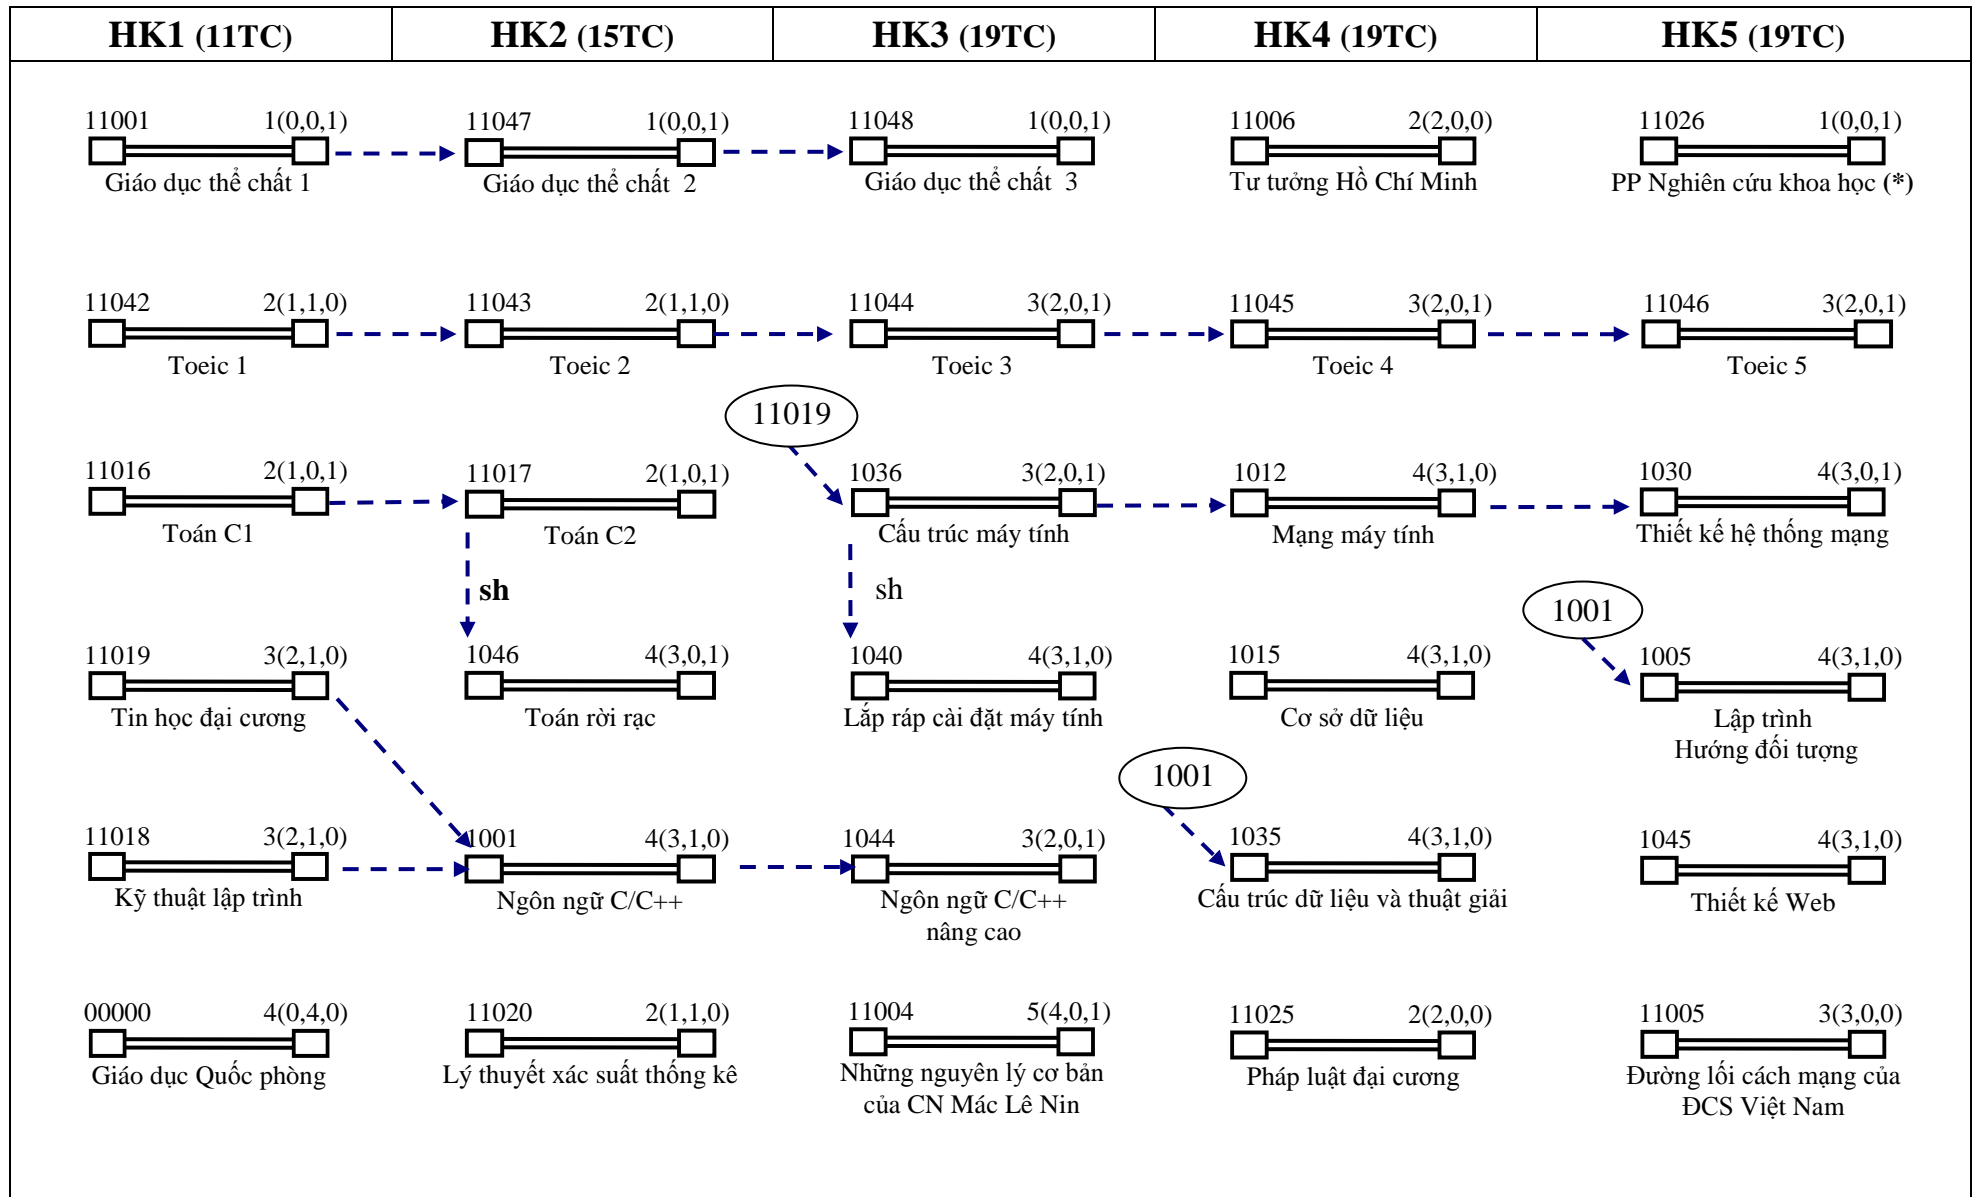 HK1 (11TC)
HK2 (15TC)
HK3 (19TC)
HK4 (19TC)
HK5 (19TC)
11001 1(0,0,1)
Giáo dục thể chất 1
11047 1(0,0,1)
Giáo dục thể chất 2
11048 1(0,0,1)
Giáo dục thể chất 3
11006 2(2,0,0)
Tư tưởng Hồ Chí Minh
11026 1(0,0,1)
PP Nghiên cứu khoa học (*)
11042 2(1,1,0)
Toeic 1
11043 2(1,1,0)
Toeic 2
11044 3(2,0,1)
Toeic 3
11045 3(2,0,1)
Toeic 4
11046 3(2,0,1)
Toeic 5
11019
11016 2(1,0,1)
Toán C1
11017 2(1,0,1)
Toán C2
1036 3(2,0,1)
Cấu trúc máy tính
1012 4(3,1,0)
Mạng máy tính
1030 4(3,0,1)
Thiết kế hệ thống mạng
sh
sh
1001
11019 3(2,1,0)
Tin học đại cương
1046 4(3,0,1)
Toán rời rạc
1040 4(3,1,0)
Lắp ráp cài đặt máy tính
1015 4(3,1,0)
Cơ sở dữ liệu
1005 4(3,1,0)
Lập trình
Hướng đối tượng
1001
11018 3(2,1,0)
Kỹ thuật lập trình
1001 4(3,1,0)
Ngôn ngữ C/C++
1044 3(2,0,1)
Ngôn ngữ C/C++
nâng cao
1035 4(3,1,0)
Cấu trúc dữ liệu và thuật giải
1045 4(3,1,0)
Thiết kế Web
00000 4(0,4,0)
Giáo dục Quốc phòng
11020 2(1,1,0)
Lý thuyết xác suất thống kê
11004 5(4,0,1)
Những nguyên lý cơ bản
của CN Mác Lê Nin
11025 2(2,0,0)
Pháp luật đại cương
11005 3(3,0,0)
Đường lối cách mạng của
ĐCS Việt Nam